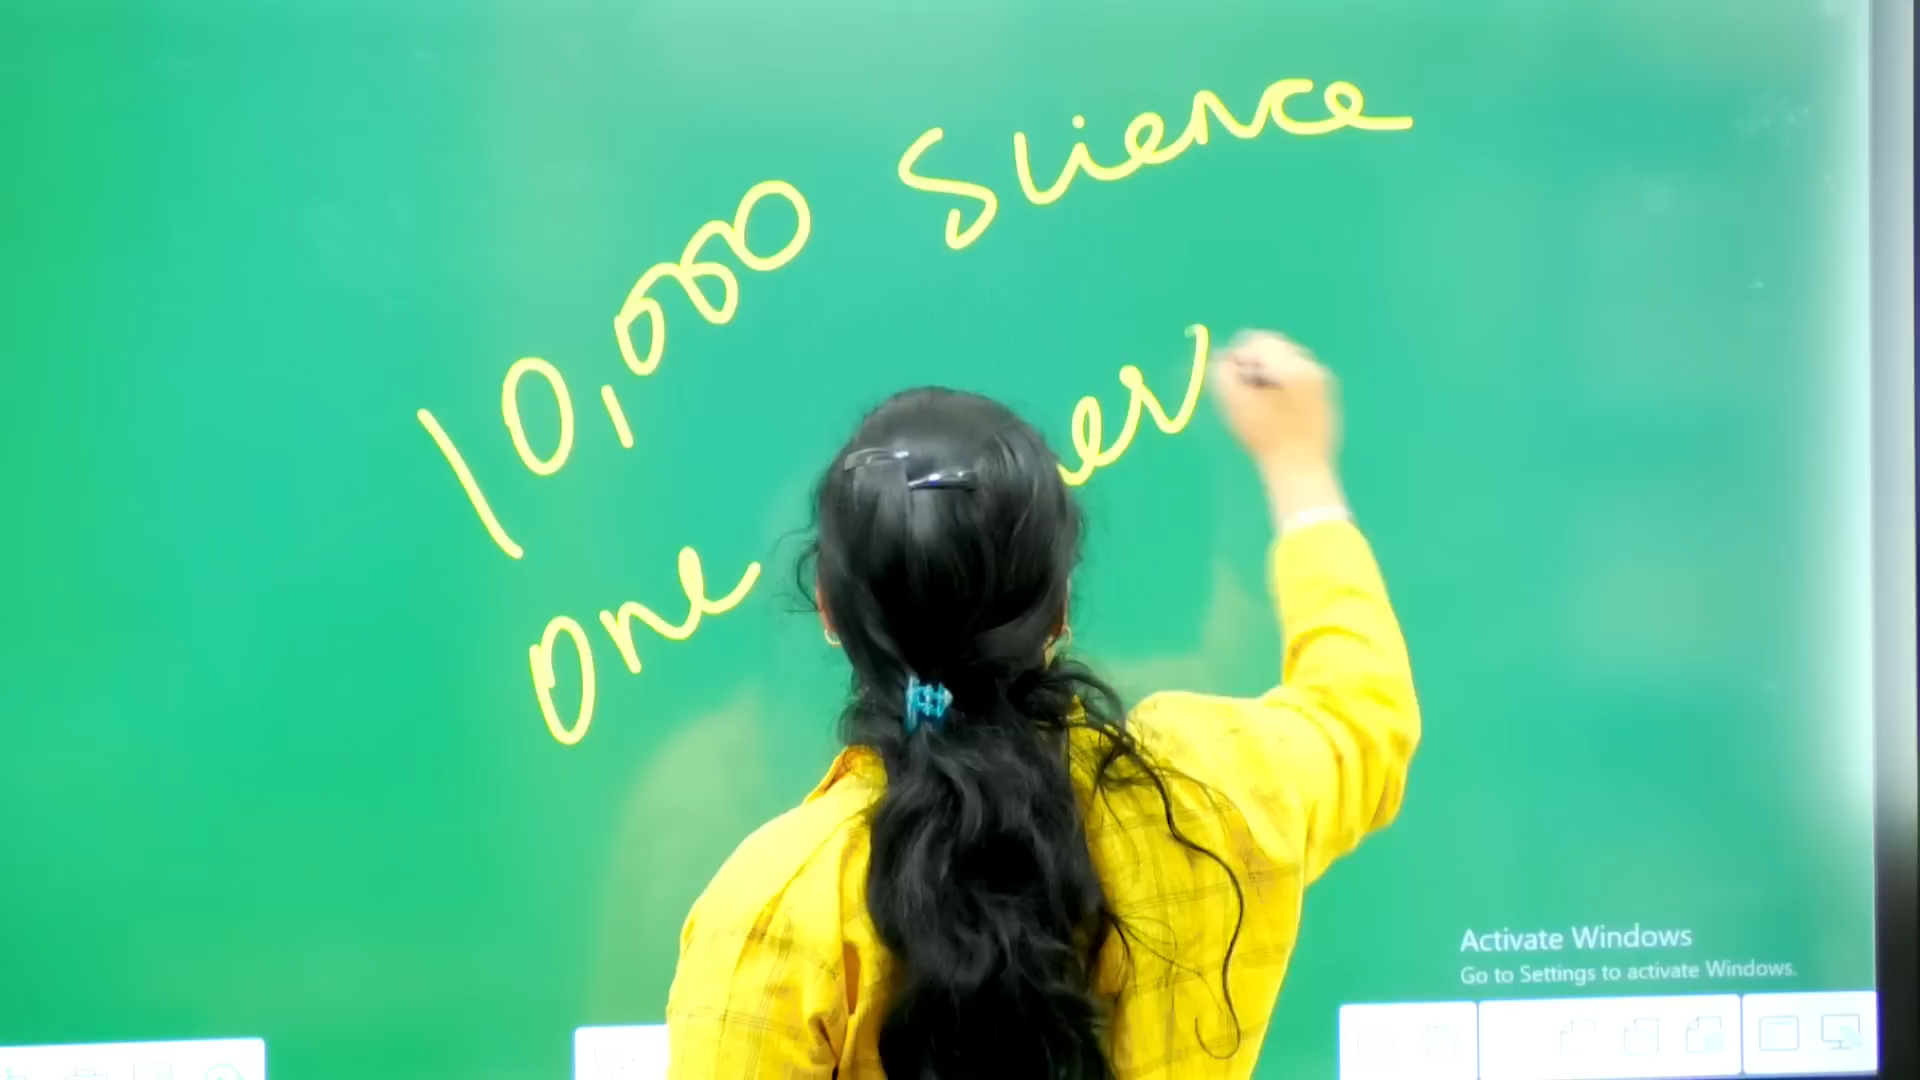 10,000 Science
One
Activate Windows
Go to Settings to activate Windows.